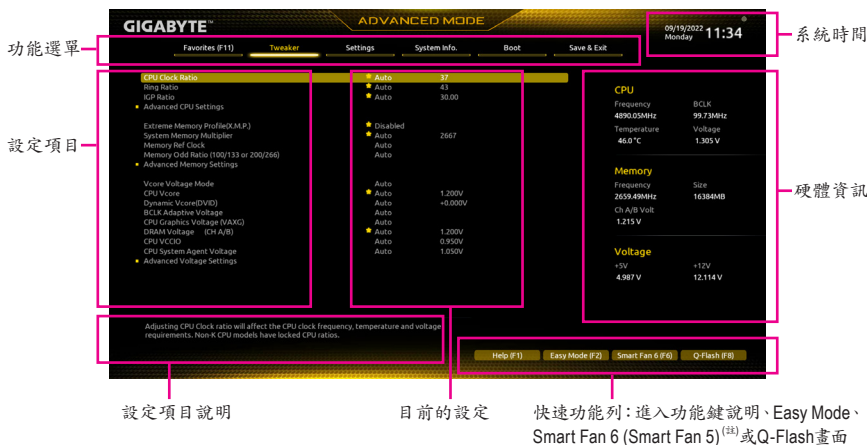 GIGABYTE™
ADVANCED MODE
09/19/2022
Monday
11:34
系統時間
功能選單
Favorites (F11) Tweaker Settings System Info. Boot Save & Exit
設定項目
CPU Clock Ratio Auto 37
Ring Ratio Auto 43
IGP Ratio Auto 30.00
Advanced CPU Settings
Extreme Memory Profile(X.M.P.) Disabled
System Memory Multiplier Auto 2667
Memory Ref Clock Auto
Memory Odd Ratio (100/133 or 200/266) Auto
Advanced Memory Settings
Vcore Voltage Mode Auto
CPU Vcore Auto 1.200V
Dynamic Vcore(DVID) Auto +0.000V
BCLK Adaptive Voltage Auto
CPU Graphics Voltage (VAXG) Auto
DRAM Voltage (CH A/B) Auto 1.200V
CPU VCCIO Auto 0.950V
CPU System Agent Voltage Auto 1.050V
Advanced Voltage Settings
CPU
Frequency BCLK
4890.05MHz 99.73MHz
Temperature Voltage
46.0 °C 1.305 V
Memory
Frequency Size
2659.49MHz 16384MB
Ch A/B Volt
1.215 V
Voltage
+5V +12V
4.987 V 12.114 V
硬體資訊
Adjusting CPU Clock ratio will affect the CPU clock frequency, temperature and voltage
requirements. Non-K CPU models have locked CPU ratios.
Help (F1) Easy Mode (F2) Smart Fan 6 (F6) Q-Flash (F8)
設定項目說明
目前的設定
快速功能列：進入功能鍵說明、Easy Mode、
Smart Fan 6 (Smart Fan 5)(註)或Q-Flash畫面